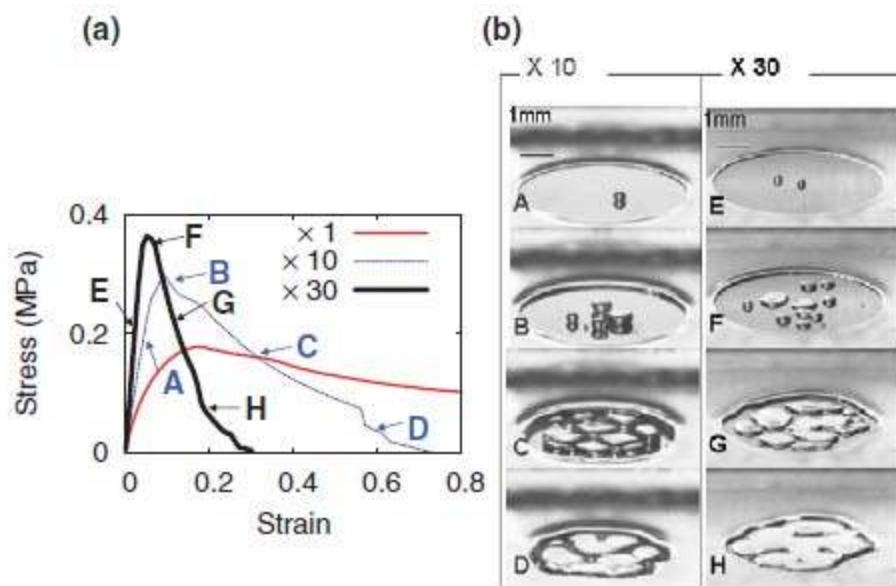 (a)
(b)
X 10
X 30
1mm
1mm
A
E
B
F
C
G
D
H
0.4
0.2
0
Stress (MPa)
× 1
× 10
× 30
F
B
E
G
C
A
H
D
0 0.2 0.4 0.6 0.8
Strain